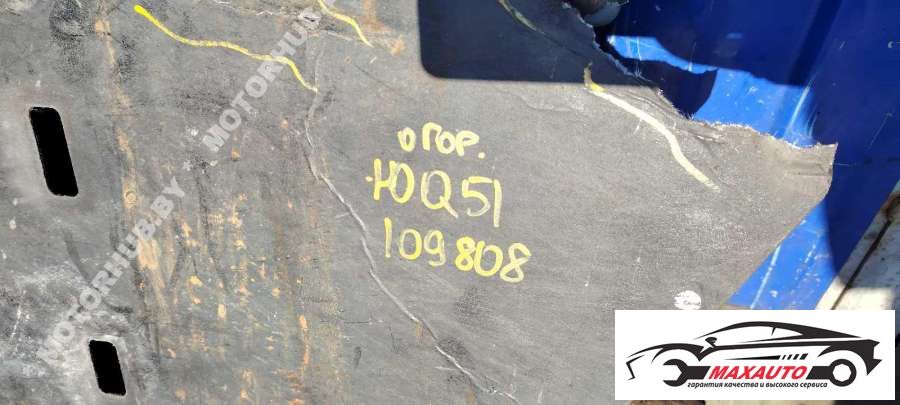 MOTORHUB.BY MOTORHUB
о гор.
ЮQ51
109808
MAXAUTO
гарантия качества и высокого сервиса